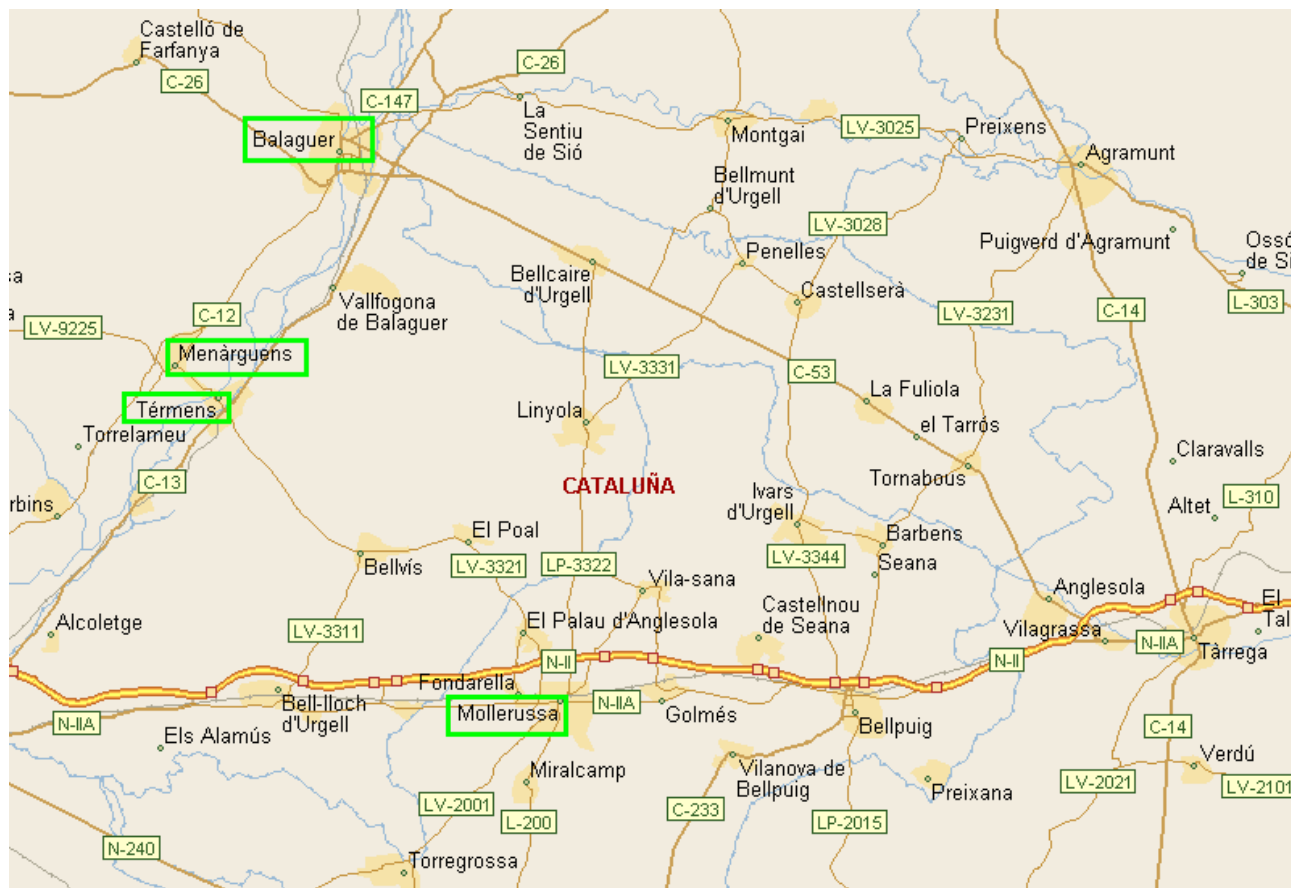 Castelló de
Farfanya
C-26
C-26
C-147
La
Sentiu
de Sió
Balaguer
Montgai
LV-3025
Preixens
Agramunt
Bellmunt
d'Urgell
LV-3028
Puigverd d'Agramunt
Ossó
de Si
Penelles
Bellcaire
d'Urgell
Castellserà
L-303
Vallfogona
de Balaguer
C-12
LV-9225
LV-3231
C-14
Menàrguens
LV-3331
C-53
La Fuliola
Térmens
Linyola
el Tarrós
Torrelameu
Claravalls
C-13
CATALUÑA
Tornabous
Ivars
d'Urgell
L-310
Altet
rbins
El Poal
Barbens
Bellvís
LV-3321
LP-3322
LV-3344
Seana
Vila-sana
Anglesola
Alcoletge
LV-3311
El Palau d'Anglesola
Castellnou
de Seana
Vilagrassa
N-IIA
El
Tal
Tàrrega
N-II
N-II
Fondarella
Bell-lloch
d'Urgell
Mollerussa
N-IIA
Golmés
Bellpuig
N-IIA
Els Alamús
C-14
Verdú
Miralcamp
Vilanova de
Bellpuig
Preixana
LV-2021
LV-2101
LV-2001
L-200
C-233
LP-2015
N-240
Torregrossa